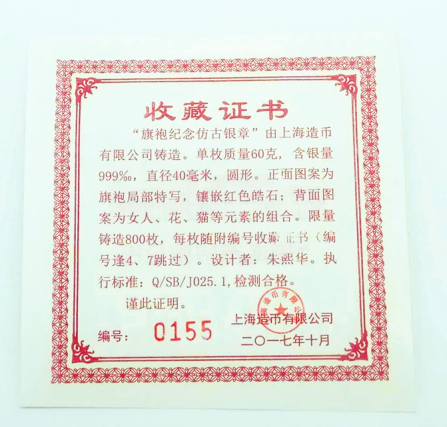 收藏证书
“旗袍纪念仿古银章”由上海造币
有限公司铸造。单枚质量60克，含银量
999‰，直径40毫米，圆形。正面图案为
旗袍局部特写，镶嵌红色皓石；背面图
案为女人、花、猫等元素的组合。限量
铸造800枚，每枚随附编号收藏证书（编
号逢4、7跳过）。设计者：朱熙华。执
行标准：Q/SB/J025.1,检测合格。
谨此证明。
上海造币有限公司
编号： 0155
二〇一七年十月